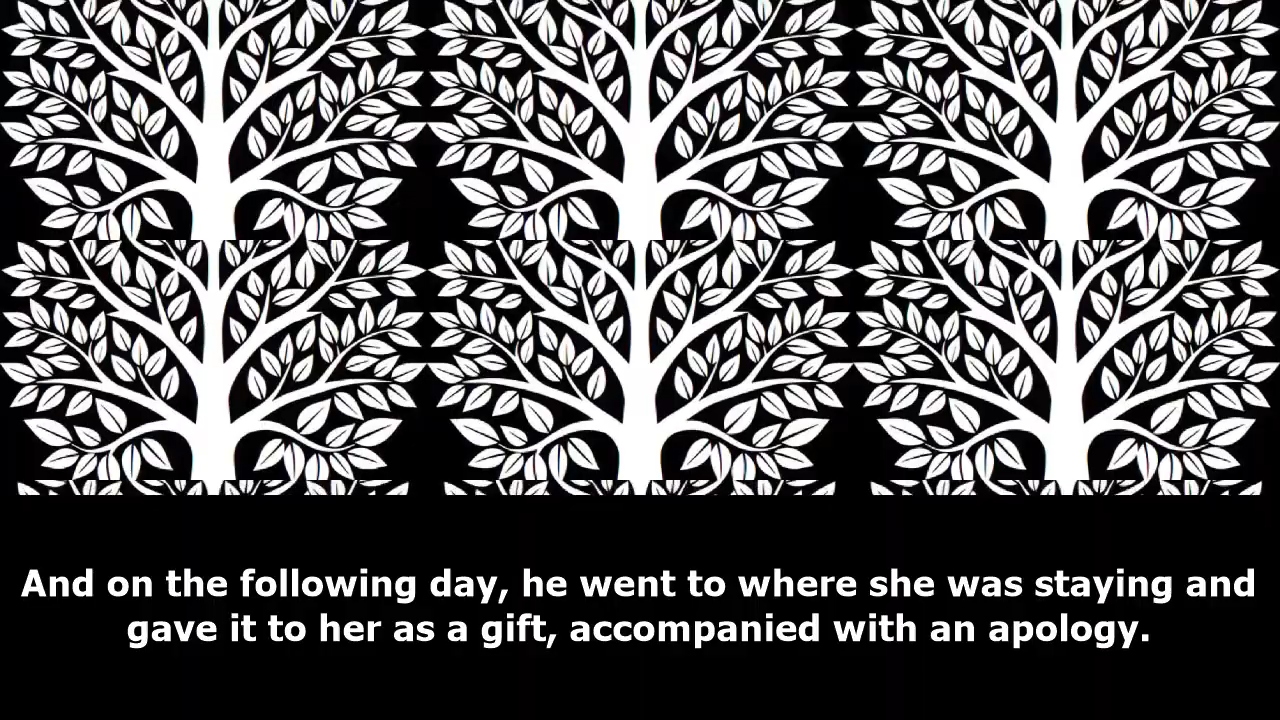 And on the following day, he went to where she was staying and
gave it to her as a gift, accompanied with an apology.